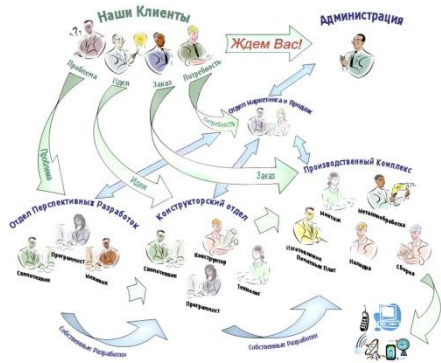 Наши Клиенты
Администрация
Ждем Вас!
Проблема
Идея
Заказ
Потребность
Отдел Маркетинга и Продаж
Потребность
Проблема
Идея
Заказ
Производственный Комплекс
Отдел Перспективных Разработок
Конструкторский отдел
Монтаж
Металлообработка
Программист
Схемотехник
Механик
Схемотехник
Конструктор
Программист
Технолог
Изготовление
Печатных Плат
Наладка
Сборка
Собственные Разработки
Собственные Разработки